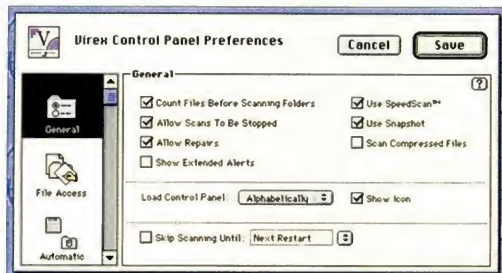 Virex Control Panel Preferences
Cancel
Save
General
?
Count Files Before Scanning Folders
Use SpeedScan™
Allow Scans To Be Stopped
Use Snapshot
Allow Repairs
Scan Compressed Files
Show Extended Alerts
Load Control Panel: Alphabetically
Show Icon
Skip Scanning Until: Next Restart
V
General
File Access
Automatic